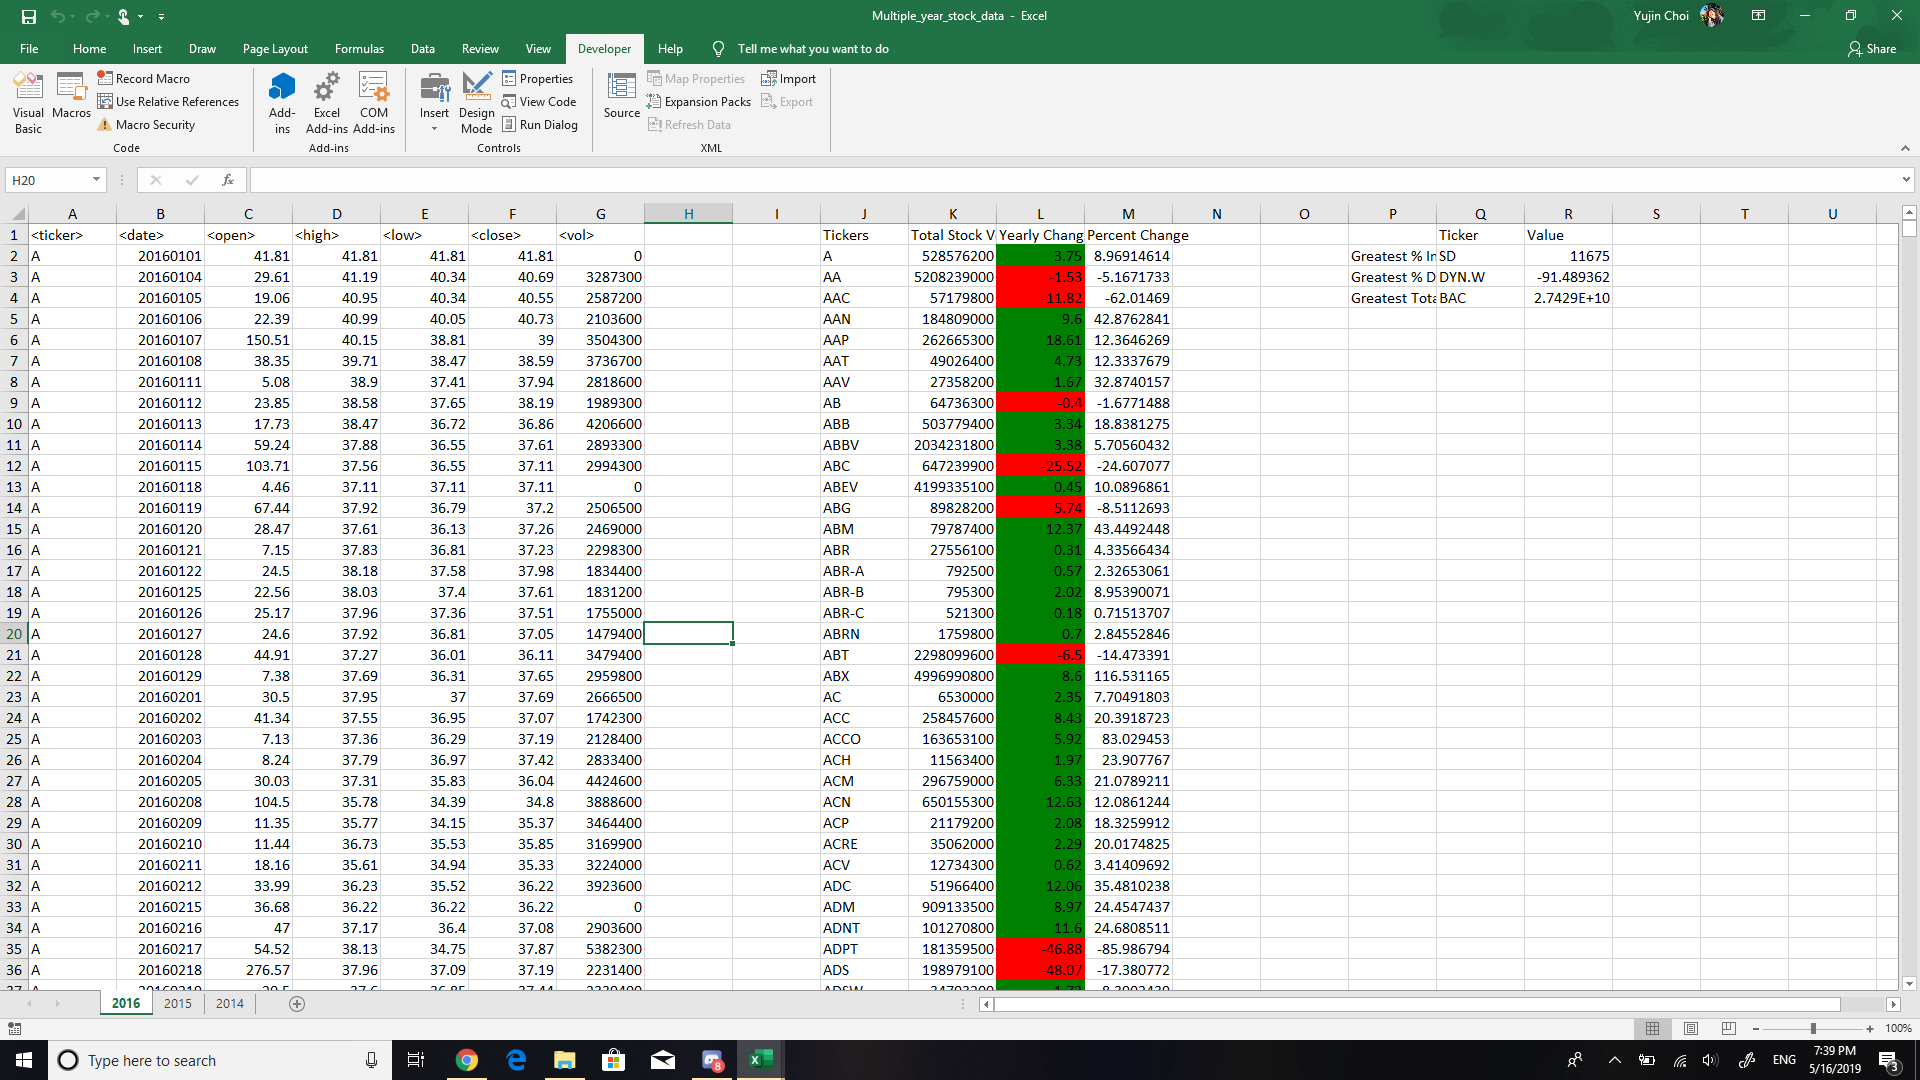 Multiple_year_stock_data - Excel
Yujin Choi
File Home Insert Draw Page Layout Formulas Data Review View Developer Help Tell me what you want to do Share
Visual Basic
Macros
Record Macro
Use Relative References
Macro Security
Code
Add-ins
Excel Add-ins
COM Add-ins
Add-ins
Insert
Design Mode
Properties
View Code
Run Dialog
Controls
Source
Map Properties
Expansion Packs
Refresh Data
Import
Export
XML
H20
fx
A B C D E F G H I J K L M N O P Q R S T U
1 <ticker> <date> <open> <high> <low> <close> <vol> Tickers Total Stock V Yearly Chang Percent Change Ticker Value
2 A 20160101 41.81 41.81 41.81 41.81 0 A 528576200 3.75 8.96914614 Greatest % In SD 11675
3 A 20160104 29.61 41.19 40.34 40.69 3287300 AA 5208239000 -1.53 -5.1671733 Greatest % D DYN.W -91.489362
4 A 20160105 19.06 40.95 40.34 40.55 2587200 AAC 57179800 -11.82 -62.01469 Greatest Tota BAC 2.7429E+10
5 A 20160106 22.39 40.99 40.05 40.73 2103600 AAN 184809000 9.6 42.8762841
6 A 20160107 150.51 40.15 38.81 39 3504300 AAP 262665300 18.61 12.3646269
7 A 20160108 38.35 39.71 38.47 38.59 3736700 AAT 49026400 4.73 12.3337679
8 A 20160111 5.08 38.9 37.41 37.94 2818600 AAV 27358200 1.67 32.8740157
9 A 20160112 23.85 38.58 37.65 38.19 1989300 AB 64736300 -0.4 -1.6771488
10 A 20160113 17.73 38.47 36.72 36.86 4206600 ABB 503779400 3.34 18.8381275
11 A 20160114 59.24 37.88 36.55 37.61 2893300 ABBV 2034231800 3.38 5.70560432
12 A 20160115 103.71 37.56 36.55 37.11 2994300 ABC 647239900 -25.52 -24.607077
13 A 20160118 4.46 37.11 37.11 37.11 0 ABEV 4199335100 0.45 10.0896861
14 A 20160119 67.44 37.92 36.79 37.2 2506500 ABG 89828200 -5.74 -8.5112693
15 A 20160120 28.47 37.61 36.13 37.26 2469000 ABM 79787400 12.37 43.4492448
16 A 20160121 7.15 37.83 36.81 37.23 2298300 ABR 27556100 0.31 4.33566434
17 A 20160122 24.5 38.18 37.58 37.98 1834400 ABR-A 792500 0.57 2.32653061
18 A 20160125 22.56 38.03 37.4 37.61 1831200 ABR-B 795300 2.02 8.95390071
19 A 20160126 25.17 37.96 37.36 37.51 1755000 ABR-C 521300 0.18 0.71513707
20 A 20160127 24.6 37.92 36.81 37.05 1479400 ABRN 1759800 0.7 2.84552846
21 A 20160128 44.91 37.27 36.01 36.11 3479400 ABT 2298099600 -6.5 -14.473391
22 A 20160129 7.38 37.69 36.31 37.65 2959800 ABX 4996990800 8.6 116.531165
23 A 20160201 30.5 37.95 37 37.69 2666500 AC 6530000 2.35 7.70491803
24 A 20160202 41.34 37.55 36.95 37.07 1742300 ACC 258457600 8.43 20.3918723
25 A 20160203 7.13 37.36 36.29 37.19 2128400 ACCO 163653100 5.92 83.029453
26 A 20160204 8.24 37.79 36.97 37.42 2833400 ACH 11563400 1.97 23.907767
27 A 20160205 30.03 37.31 35.83 36.04 4424600 ACM 296759000 6.33 21.0789211
28 A 20160208 104.5 35.78 34.39 34.8 3888600 ACN 650155300 12.63 12.0861244
29 A 20160209 11.35 35.77 34.15 35.37 3464400 ACP 21179200 2.08 18.3259912
30 A 20160210 11.44 36.73 35.53 35.85 3169900 ACRE 35062000 2.29 20.0174825
31 A 20160211 18.16 35.61 34.94 35.33 3224000 ACV 12734300 0.62 3.41409692
32 A 20160212 33.99 36.23 35.52 36.22 3923600 ADC 51966400 12.06 35.4810238
33 A 20160215 36.68 36.22 36.22 36.22 0 ADM 909133500 8.97 24.4547437
34 A 20160216 47 37.17 36.4 37.08 2903600 ADNT 101270800 11.6 24.6808511
35 A 20160217 54.52 38.13 34.75 37.87 5382300 ADPT 181359500 -46.88 -85.986794
36 A 20160218 276.57 37.96 37.09 37.19 2231400 ADS 198979100 -48.07 -17.380772
2016 2015 2014
100%
Type here to search
8
ENG
7:39 PM
5/16/2019
3